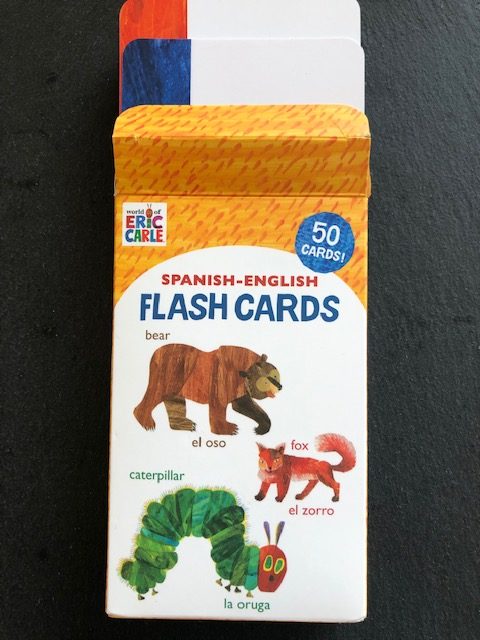 world of
ERIC
CARLE
50
CARDS!
SPANISH-ENGLISH
FLASH CARDS
bear
el oso
fox
caterpillar
el zorro
la oruga